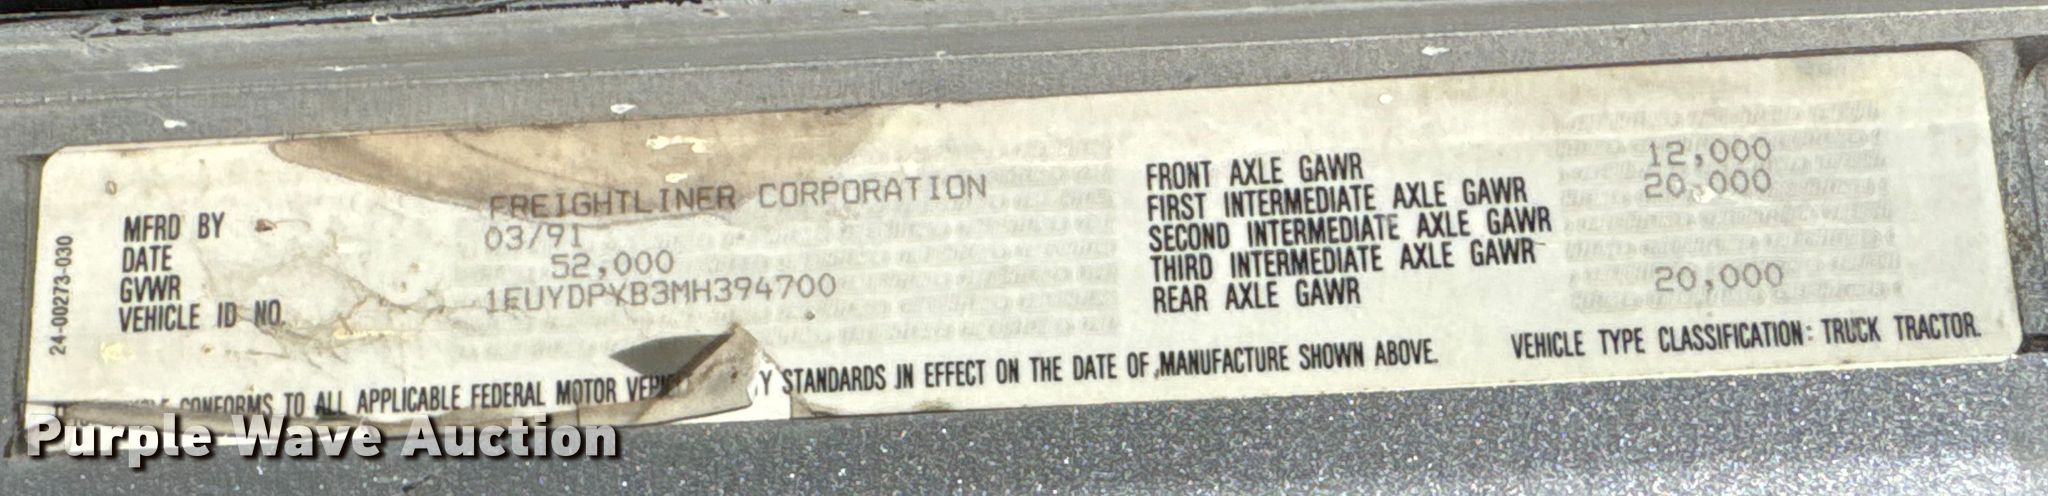 24-00273-030
MFRD BY FREIGHTLINER CORPORATION
DATE 03/91
GVWR 52,000
VEHICLE ID NO. 1FUYDPYB3MH394700
CONFORMS TO ALL APPLICABLE FEDERAL MOTOR STANDARDS IN EFFECT ON THE DATE OF MANUFACTURE SHOWN ABOVE.
FRONT AXLE GAWR 12,000
FIRST INTERMEDIATE AXLE GAWR 20,000
SECOND INTERMEDIATE AXLE GAWR
THIRD INTERMEDIATE AXLE GAWR
REAR AXLE GAWR 20,000
VEHICLE TYPE CLASSIFICATION: TRUCK TRACTOR.
Purple Wave Auction